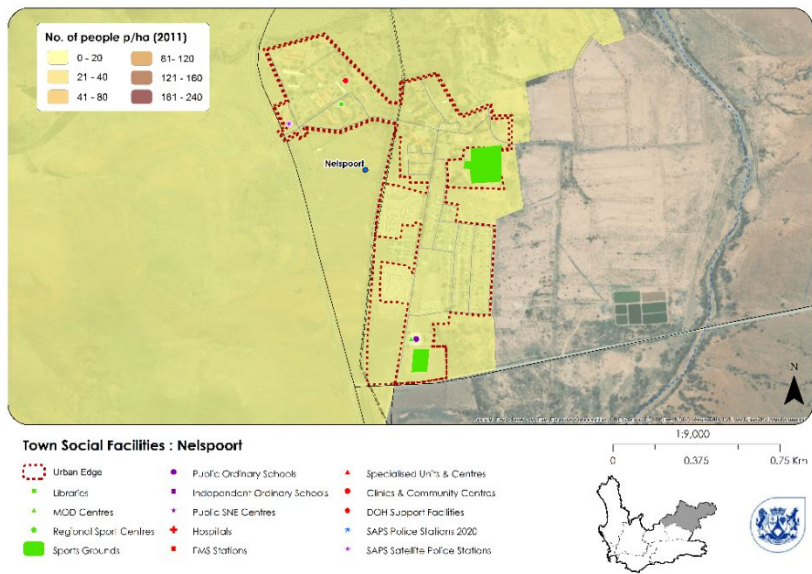 No. of people p/ha (2011)
0 - 20
61- 120
21 - 40
121 - 160
41 - 80
161 - 240
Nelspoort
N
Town Social Facilities : Nelspoort
1:9,000
0
0.375
0.75 Km
Urban Edge
Public Ordinary Schools
Specialised Units & Centres
Libraries
Independent Ordinary Schools
Clinics & Community Centres
MOD Centres
Public SNE Centres
DOH Support Facilities
Regional Sport Centres
Hospitals
SAPS Police Stations 2020
Sports Grounds
EMS Stations
SAPS Satellite Police Stations